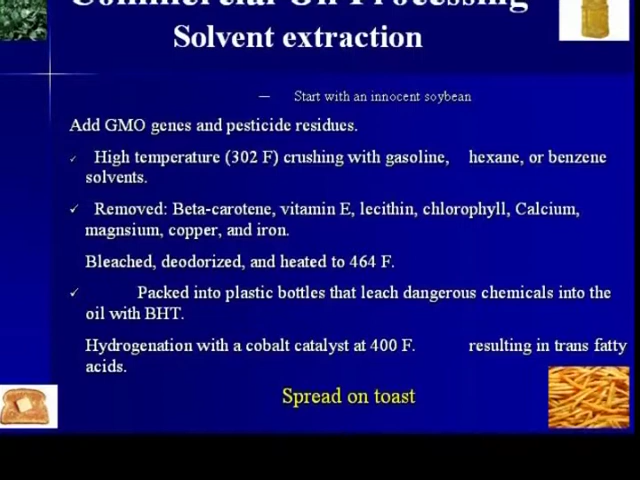 Commercial Oil Processing
Solvent extraction
— Start with an innocent soybean
Add GMO genes and pesticide residues.
✓ High temperature (302 F) crushing with gasoline, hexane, or benzene
solvents.
✓ Removed: Beta-carotene, vitamin E, lecithin, chlorophyll, Calcium,
magnsium, copper, and iron.
Bleached, deodorized, and heated to 464 F.
✓ Packed into plastic bottles that leach dangerous chemicals into the
oil with BHT.
Hydrogenation with a cobalt catalyst at 400 F. resulting in trans fatty
acids.
Spread on toast